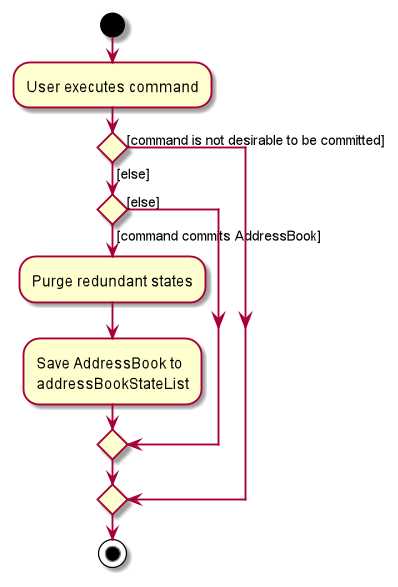 User executes command
[command is not desirable to be committed]
[else]
[else]
[command commits AddressBook]
Purge redundant states
Save AddressBook to
addressBookStateList